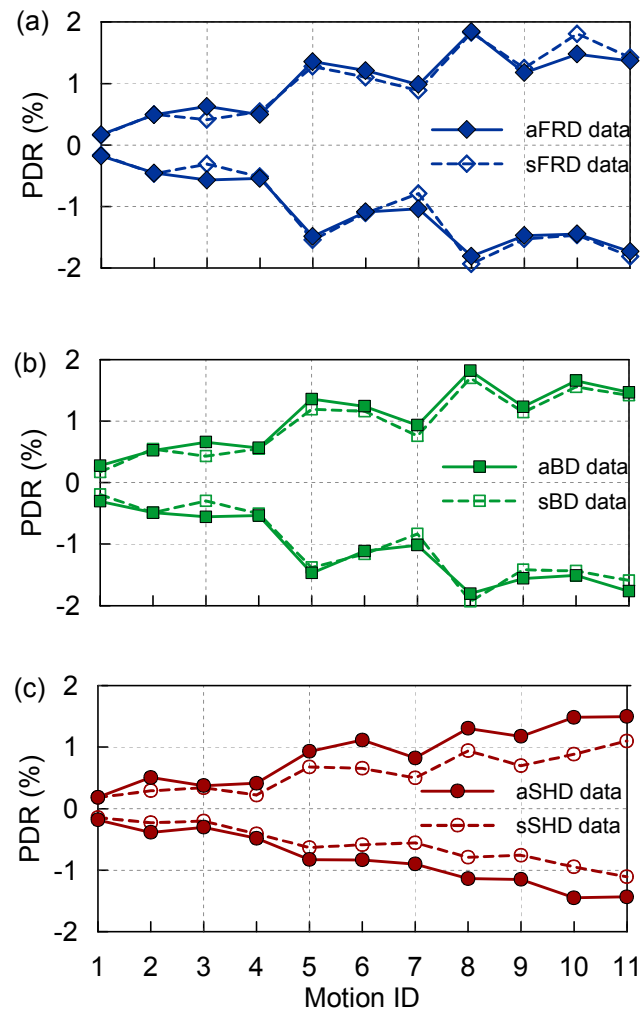 (a)
2
1
0
-1
-2
PDR (%)
aFRD data
sFRD data
(b)
2
1
0
-1
-2
PDR (%)
aBD data
sBD data
(c)
2
1
0
-1
-2
PDR (%)
aSHD data
sSHD data
1 2 3 4 5 6 7 8 9 10 11
Motion ID